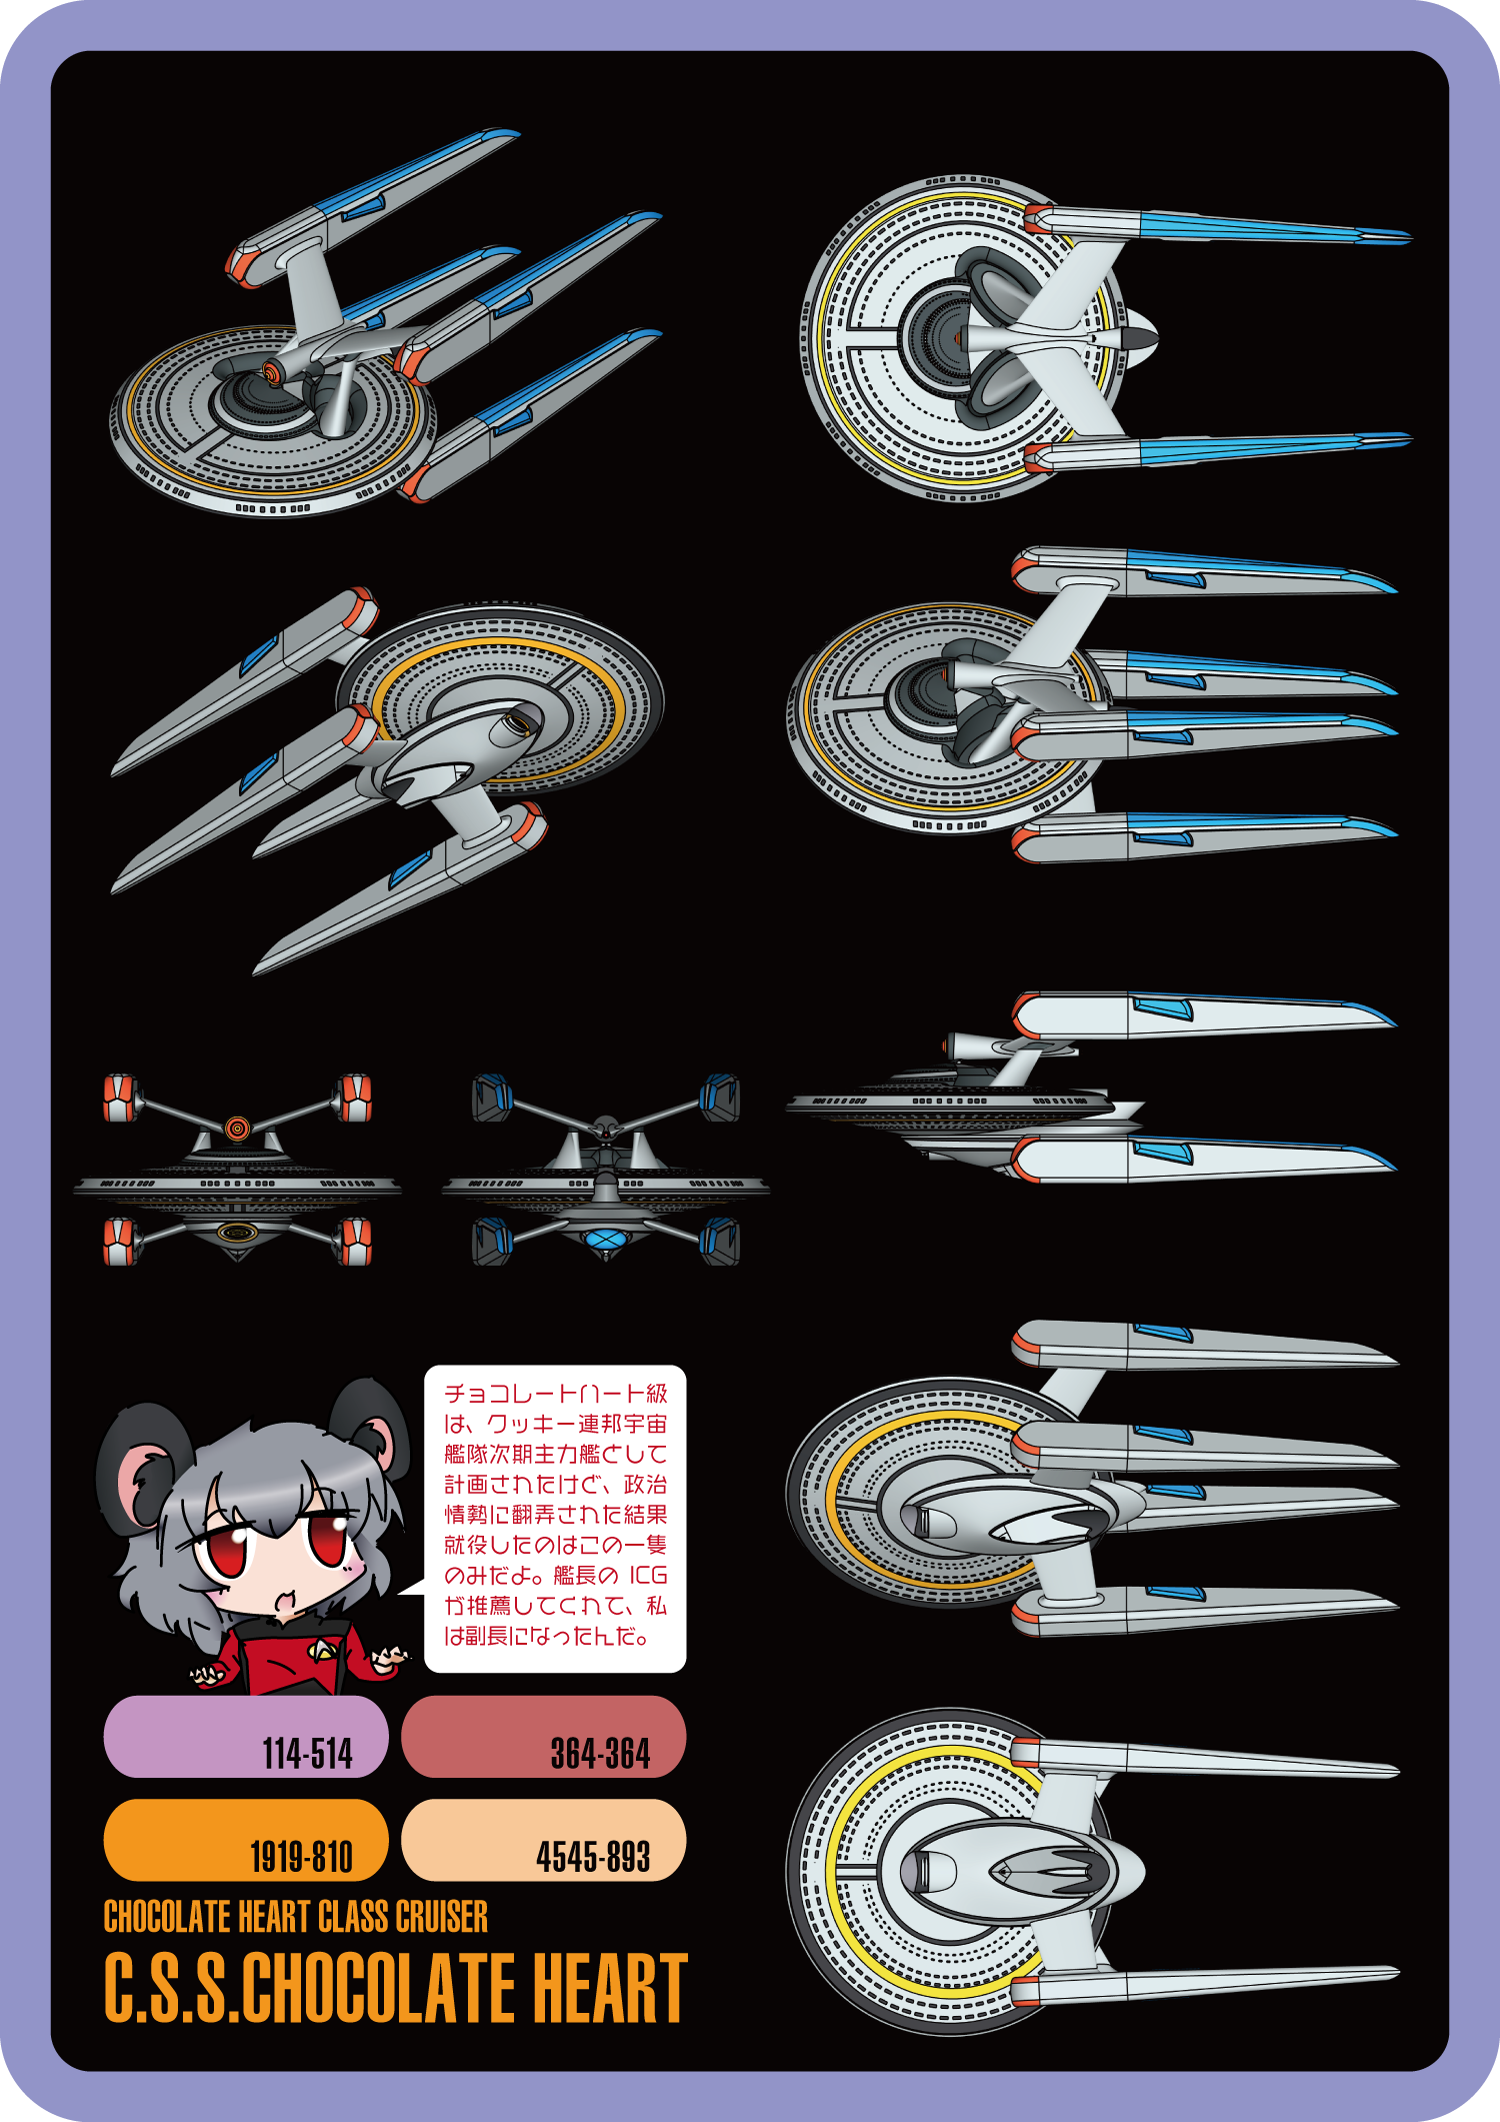 チョコレートハート級
は、クッキー連邦宇宙
艦隊次期主力艦として
計画されたけど、政治
情勢に翻弄された結果
就役したのはこの一隻
のみだよ。艦長の ICG
が推薦してくれて、私
は副長になったんだ。
114-514
364-364
1919-810
4545-893
CHOCOLATE HEART CLASS CRUISER
C.S.S.CHOCOLATE HEART